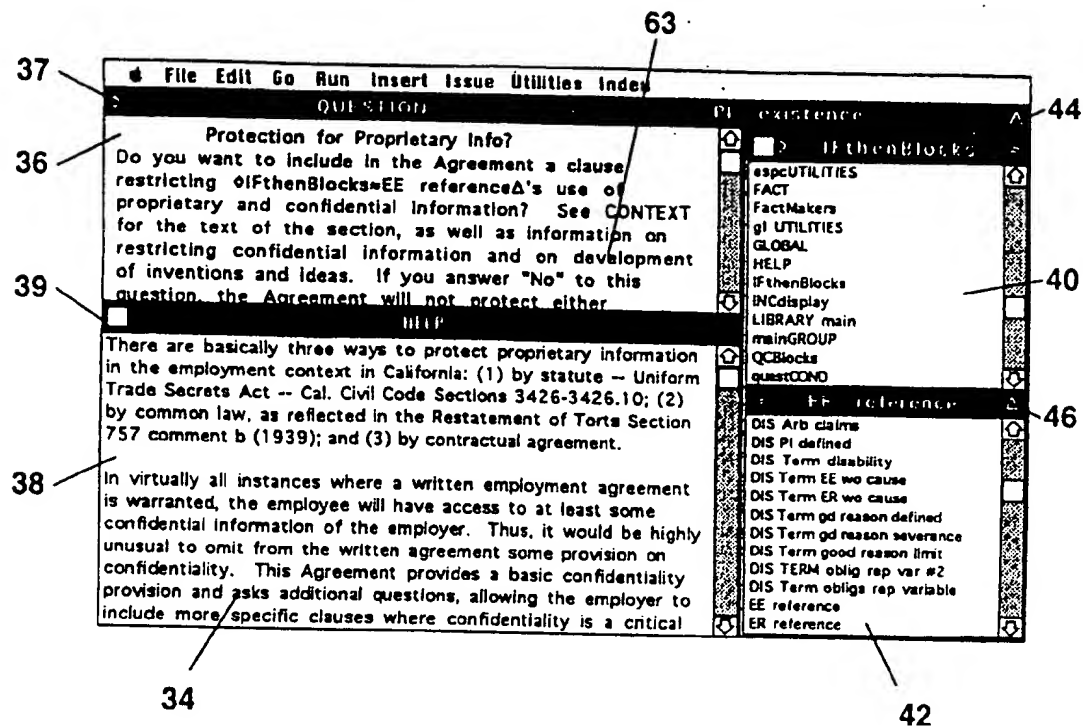 63
37
File Edit Go Run Insert Issue Utilities Index
QUESTION PI existence
44
36
Protection for Proprietary Info?
Do you want to include in the Agreement a clause
restricting ◊IFthenBlocks≈EE reference∆'s use of
proprietary and confidential information? See CONTEXT
for the text of the section, as well as information on
restricting confidential information and on development
of inventions and ideas. If you answer "No" to this
question, the Agreement will not protect either
IFthenBlocks
espcUTILITIES
FACT
FactMakers
gl UTILITIES
GLOBAL
HELP
IFthenBlocks
INCdisplay
LIBRARY main
mainGROUP
QCBlocks
questCOND
40
39
HELP
There are basically three ways to protect proprietary information
in the employment context in California: (1) by statute -- Uniform
Trade Secrets Act -- Cal. Civil Code Sections 3426-3426.10; (2)
by common law, as reflected in the Restatement of Torts Section
757 comment b (1939); and (3) by contractual agreement.
38
In virtually all instances where a written employment agreement
is warranted, the employee will have access to at least some
confidential information of the employer. Thus, it would be highly
unusual to omit from the written agreement some provision on
confidentiality. This Agreement provides a basic confidentiality
provision and asks additional questions, allowing the employer to
include more specific clauses where confidentiality is a critical
EE reference
46
DIS Arb claims
DIS PI defined
DIS Term disability
DIS Term EE wo cause
DIS Term ER wo cause
DIS Term gd reason defined
DIS Term gd reason severance
DIS Term good reason limit
DIS TERM oblig rep var #2
DIS Term obligs rep variable
EE reference
ER reference
34
42